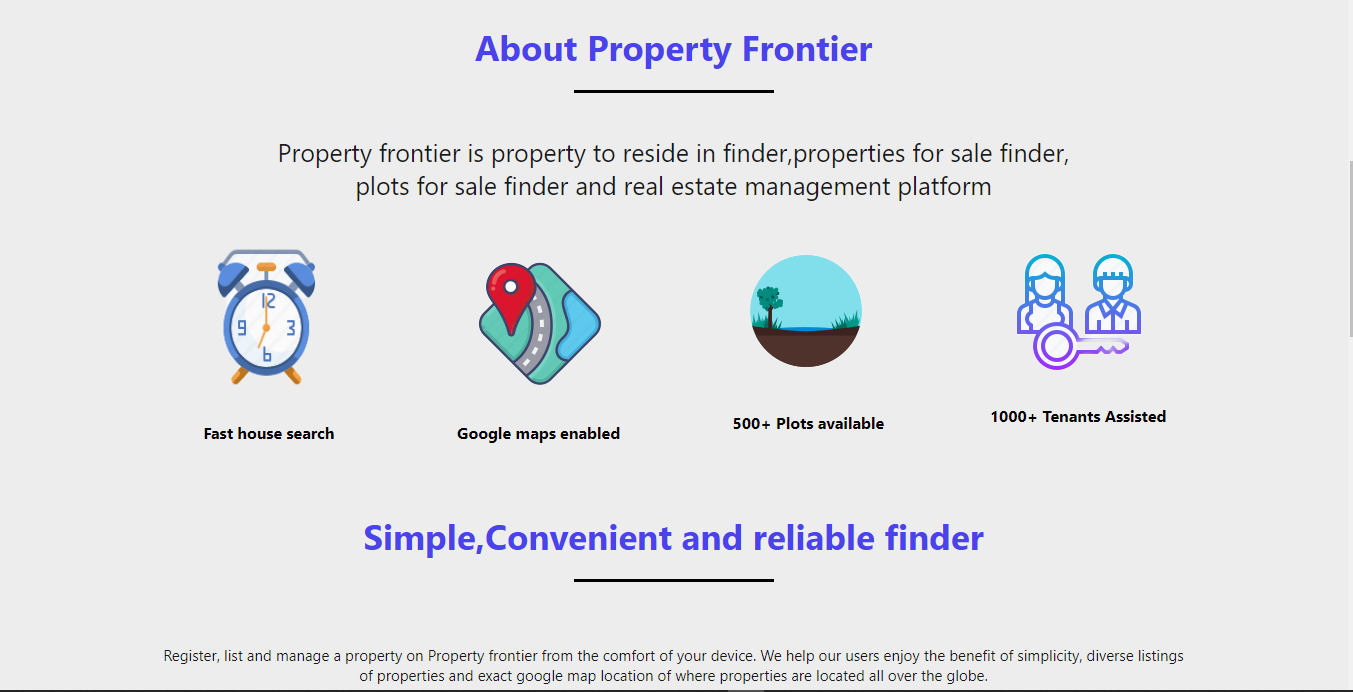 About Property Frontier
Property frontier is property to reside in finder,properties for sale finder,
plots for sale finder and real estate management platform
12
9 3
6
Fast house search
Google maps enabled
500+ Plots available
1000+ Tenants Assisted
Simple,Convenient and reliable finder
Register, list and manage a property on Property frontier from the comfort of your device. We help our users enjoy the benefit of simplicity, diverse listings
of properties and exact google map location of where properties are located all over the globe.